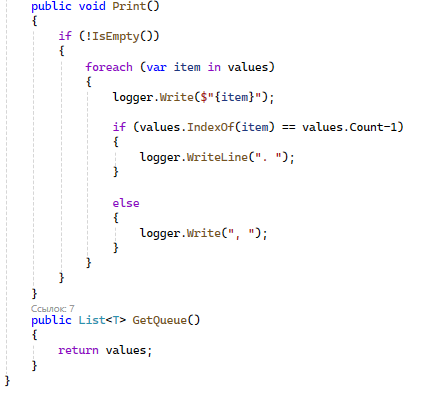 public void Print()
{
if (!IsEmpty())
{
foreach (var item in values)
{
logger.Write($"{item}");
if (values.IndexOf(item) == values.Count-1)
{
logger.WriteLine(". ");
}
else
{
logger.Write(", ");
}
}
}
}
Ссылок: 7
public List<T> GetQueue()
{
return values;
}
}